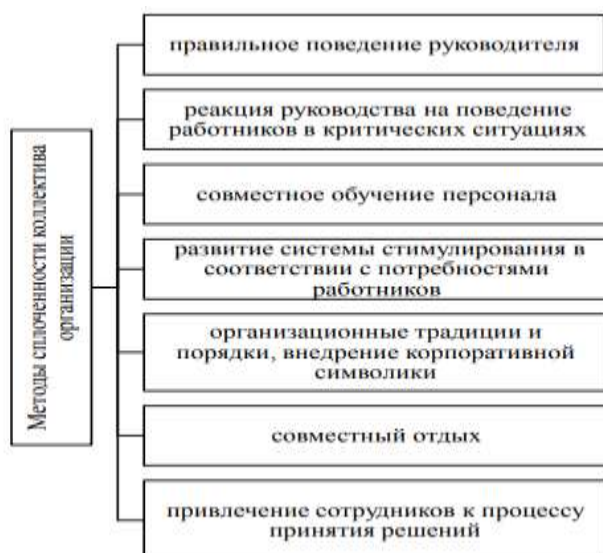 Методы сплоченности коллектива
организации
правильное поведение руководителя
реакция руководства на поведение
работников в критических ситуациях
совместное обучение персонала
развитие системы стимулирования в
соответствии с потребностями
работников
организационные традиции и
порядки, внедрение корпоративной
символики
совместный отдых
привлечение сотрудников к процессу
принятия решений